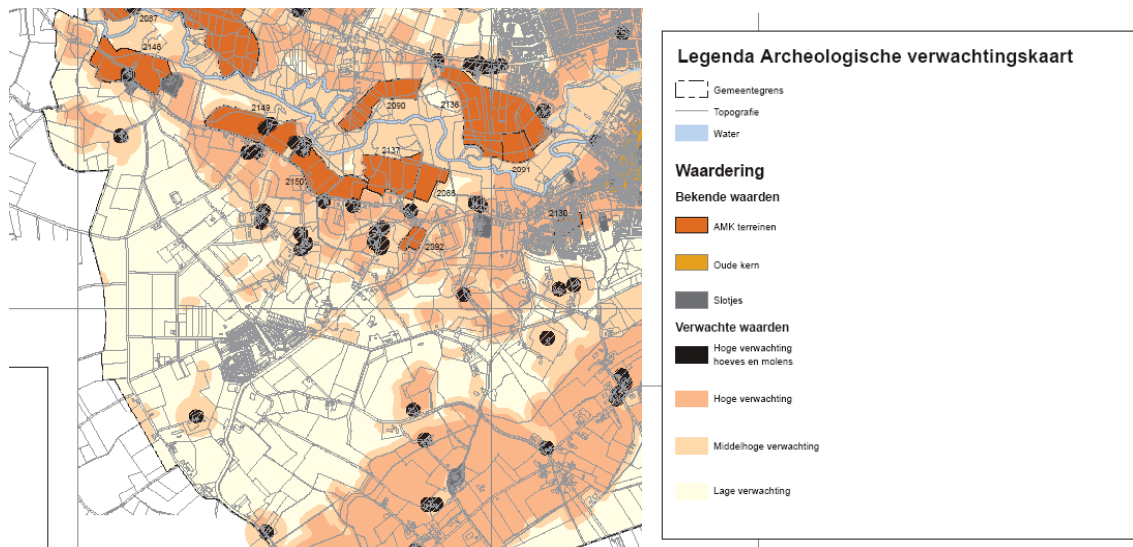 2087
2148
2149
2090
2136
2137
2091
2150
2088
2130
2092
Legenda Archeologische verwachtingskaart
Gemeentegrens
Topografie
Water
Waardering
Bekende waarden
AMK terreinen
Oude kern
Slotjes
Verwachte waarden
Hoge verwachting
hoeves en molens
Hoge verwachting
Middelhoge verwachting
Lage verwachting